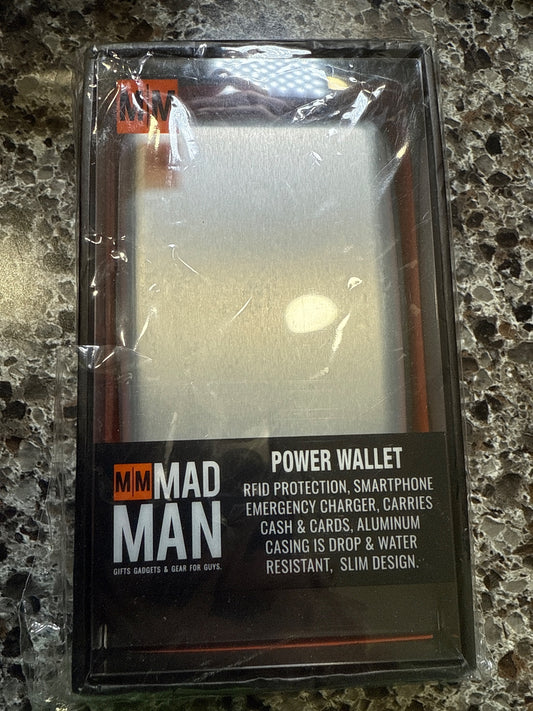 M M
POWER WALLET
RFID PROTECTION, SMARTPHONE
EMERGENCY CHARGER, CARRIES
CASH & CARDS, ALUMINUM
CASING IS DROP & WATER
RESISTANT, SLIM DESIGN.
MM MAD
MAN
GIFTS GADGETS & GEAR FOR GUYS.